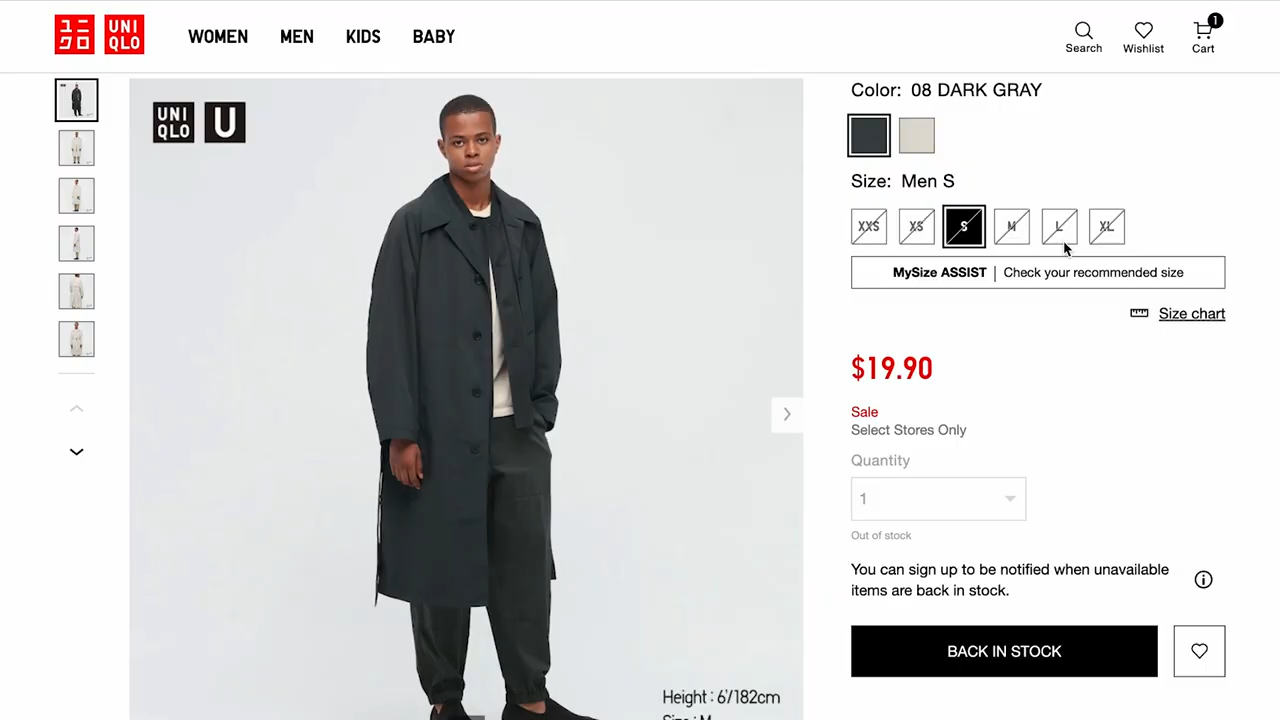 ユニ
クロ
UNI
QLO
WOMEN
MEN
KIDS
BABY
Search
Wishlist
1
Cart
UNI
QLO
U
Height : 6'/182cm
Size : M
Color: 08 DARK GRAY
Size: Men S
XXS
XS
S
M
L
XL
MySize ASSIST | Check your recommended size
Size chart
$19.90
Sale
Select Stores Only
Quantity
1
Out of stock
You can sign up to be notified when unavailable
items are back in stock.
BACK IN STOCK